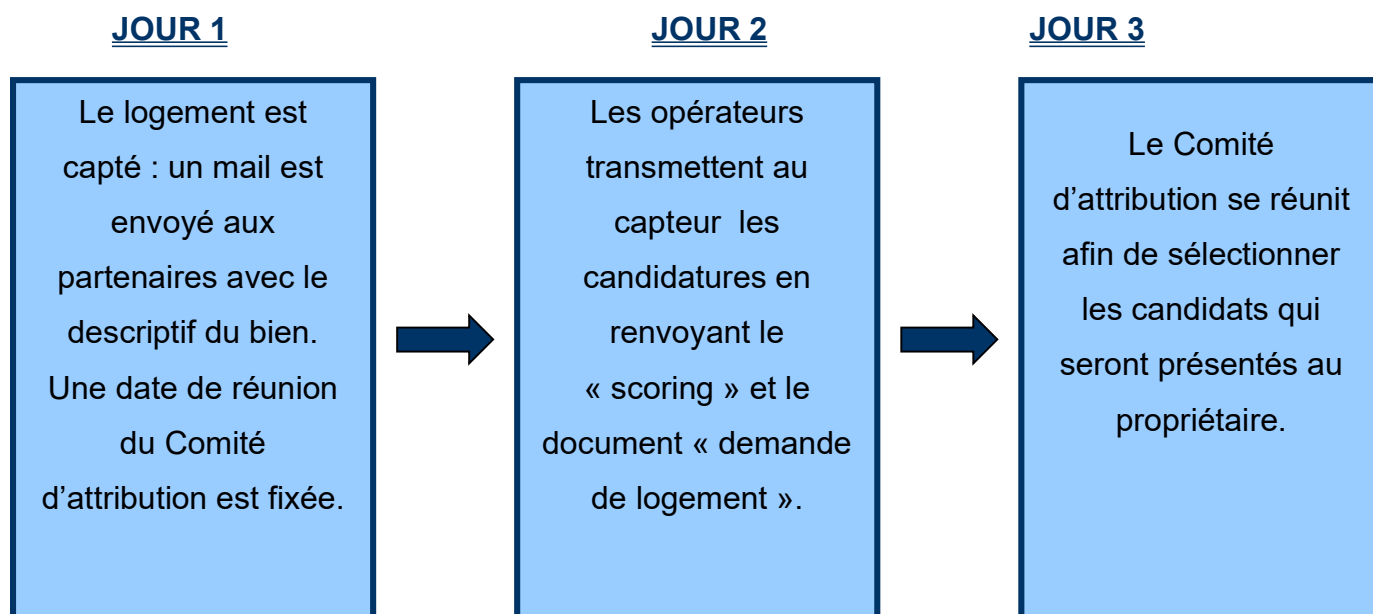 JOUR 1
Le logement est
capté : un mail est
envoyé aux
partenaires avec le
descriptif du bien.
Une date de réunion
du Comité
d’attribution est fixée.
JOUR 2
Les opérateurs
transmettent au
capteur  les
candidatures en
renvoyant le
« scoring » et le
document « demande
de logement ».
JOUR 3
Le Comité
d’attribution se réunit
afin de sélectionner
les candidats qui
seront présentés au
propriétaire.